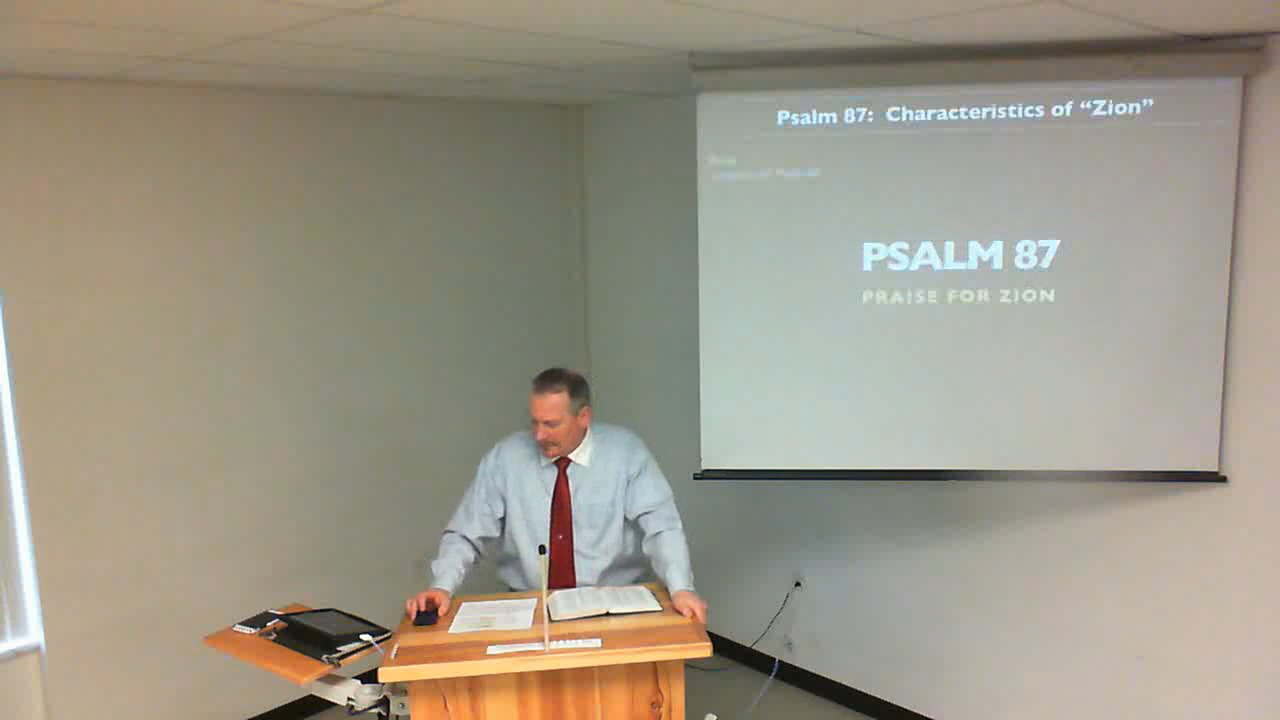 Psalm 87: Characteristics of “Zion”
PSALM 87
PRAISE FOR ZION